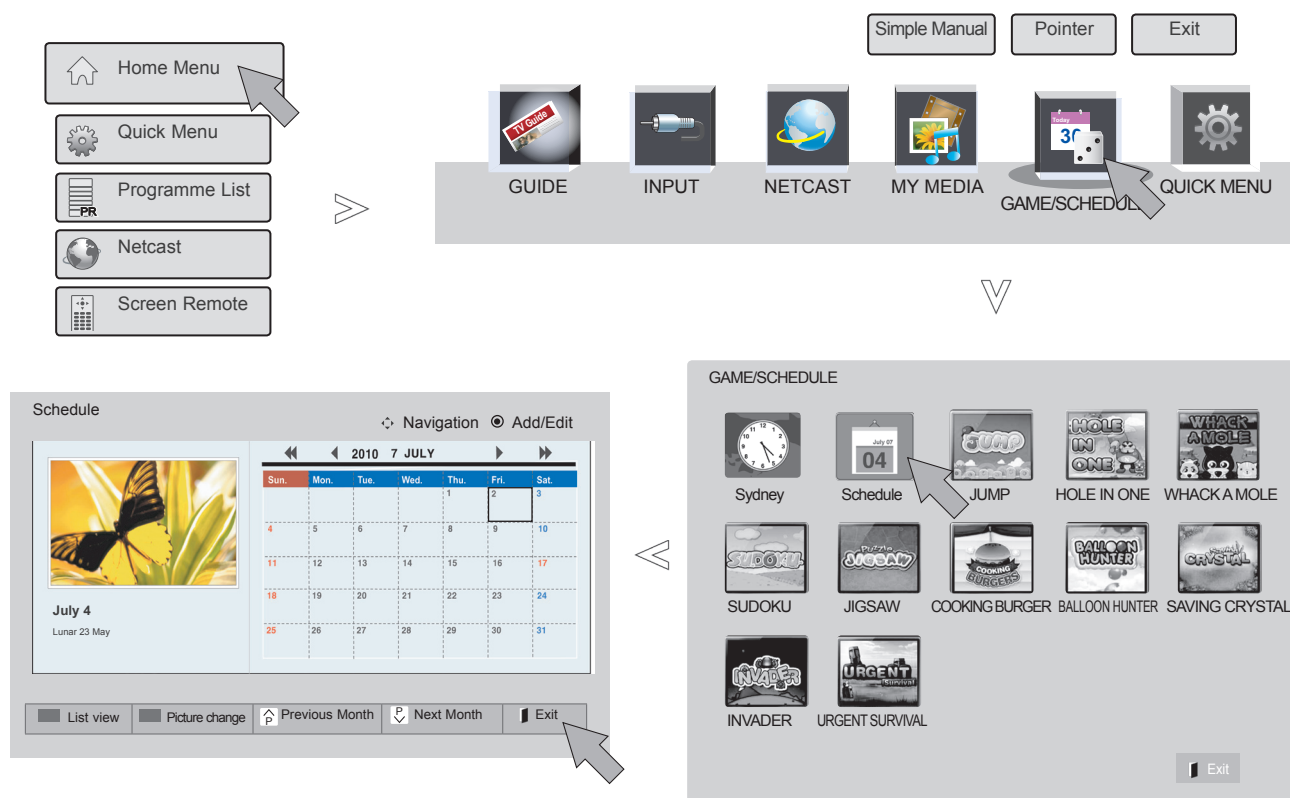 Simple Manual Pointer Exit
Home Menu
Quick Menu
Programme List
PR
Netcast
Screen Remote
TV Guide
Today
30
GUIDE INPUT NETCAST MY MEDIA GAME/SCHEDULE QUICK MENU
GAME/SCHEDULE
July 07
04
JUMP
HOLE
IN
ONE
WHACK
A MOLE
Sydney Schedule JUMP HOLE IN ONE WHACK A MOLE
SUDOKU
Puzzle
JIGSAW
COOKING
BURGERS
BALLOON
HUNTER
CRYSTAL
SUDOKU JIGSAW COOKING BURGER BALLOON HUNTER SAVING CRYSTAL
INVADER
URGENT
Survival
INVADER URGENT SURVIVAL
Exit
Schedule
Navigation Add/Edit
2010 7 JULY
Sun. Mon. Tue. Wed. Thu. Fri. Sat.
1 2 3
4 5 6 7 8 9 10
11 12 13 14 15 16 17
18 19 20 21 22 23 24
25 26 27 28 29 30 31
July 4
Lunar 23 May
List view Picture change P Previous Month P Next Month Exit